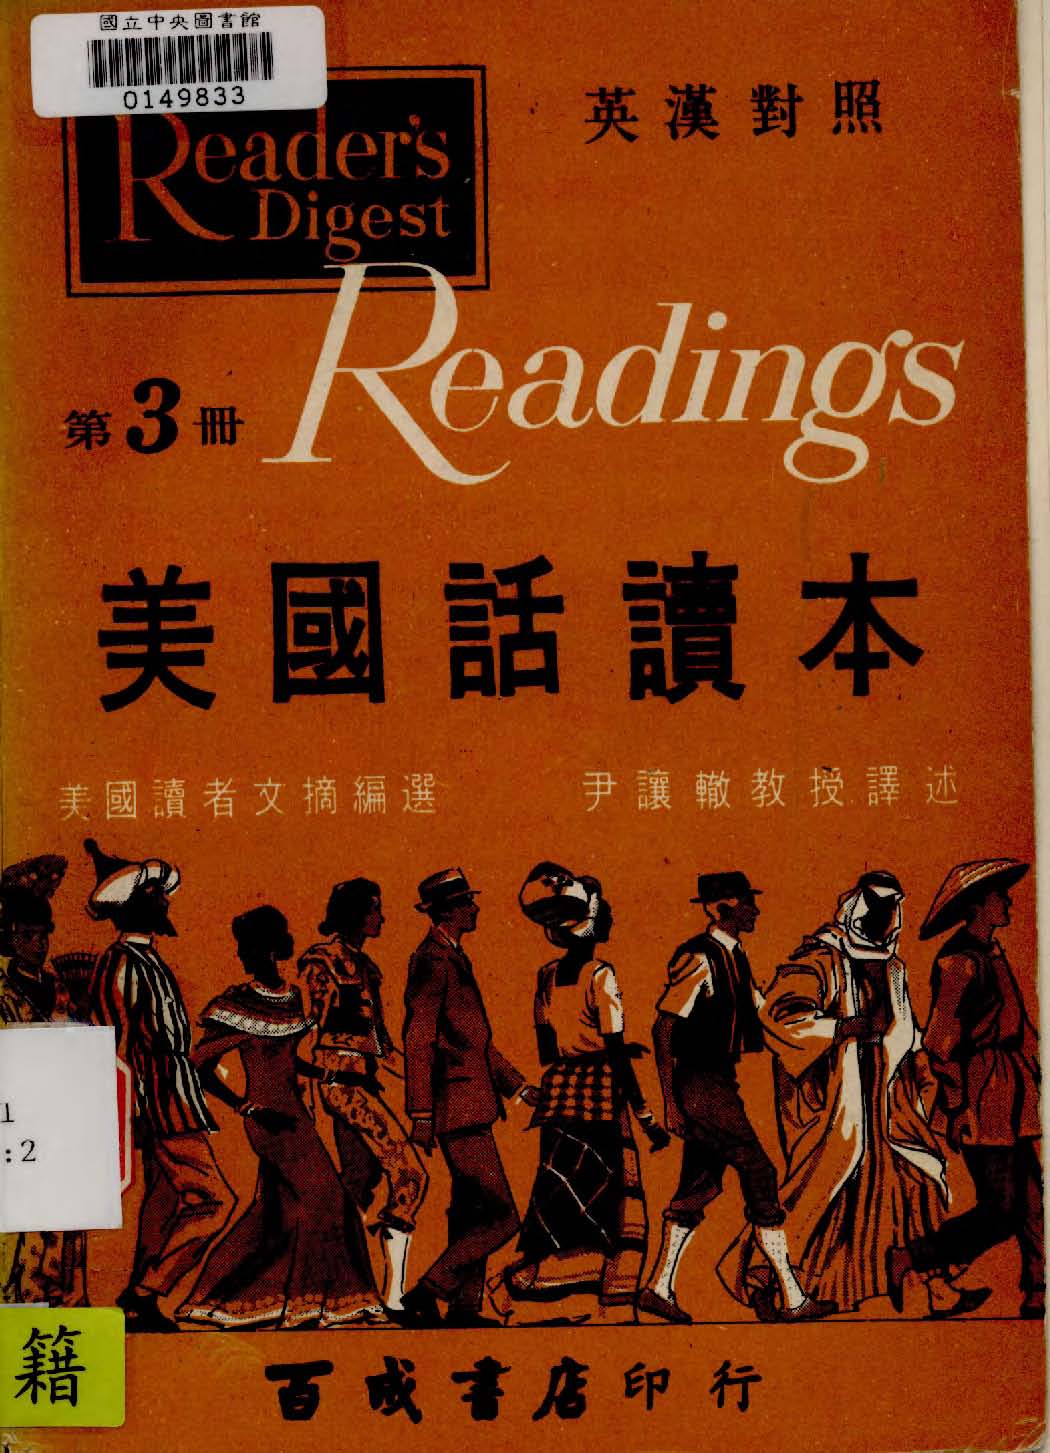 國立中央圖書館
0149833
英漢對照
Reader's
Digest
Readings
第3冊
美國話讀本
美國讀者文摘編選 尹讓轍教授譯述
1
:2
籍
百成書店印行